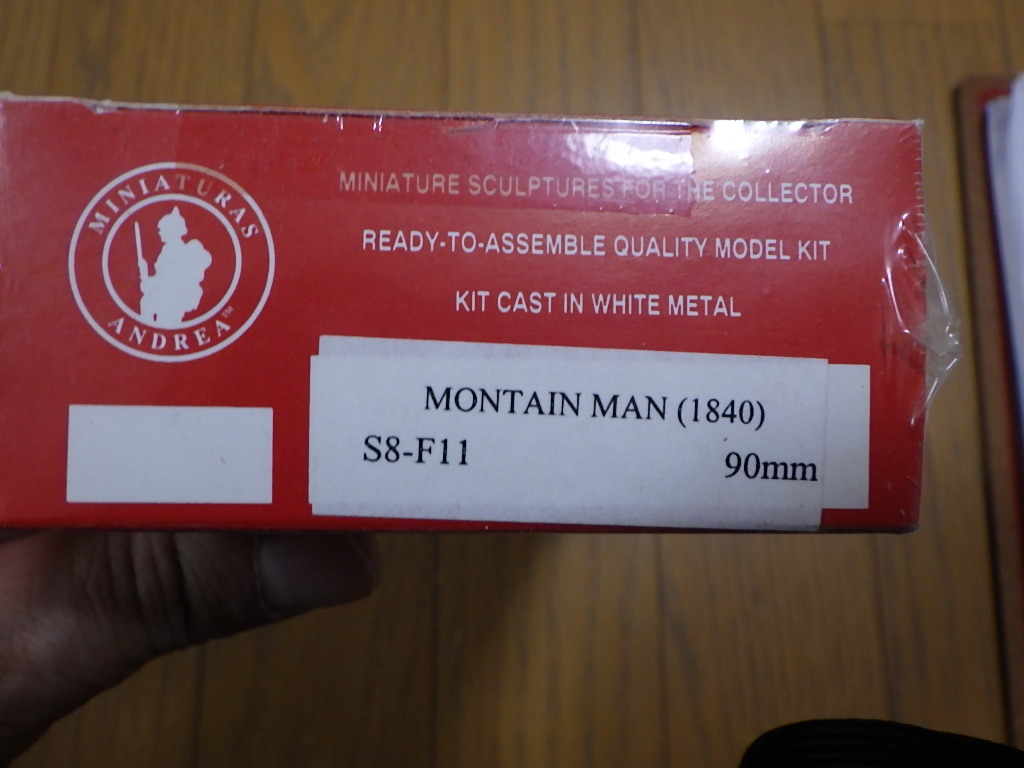 MINIATURAS
ANDREA™
MINIATURE SCULPTURES FOR THE COLLECTOR
READY-TO-ASSEMBLE QUALITY MODEL KIT
KIT CAST IN WHITE METAL
MONTAIN MAN (1840)
S8-F11 90mm